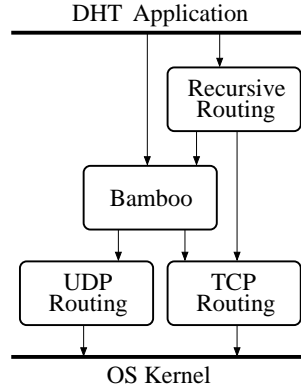 DHT Application
Recursive
Routing
Bamboo
UDP
Routing
TCP
Routing
OS Kernel